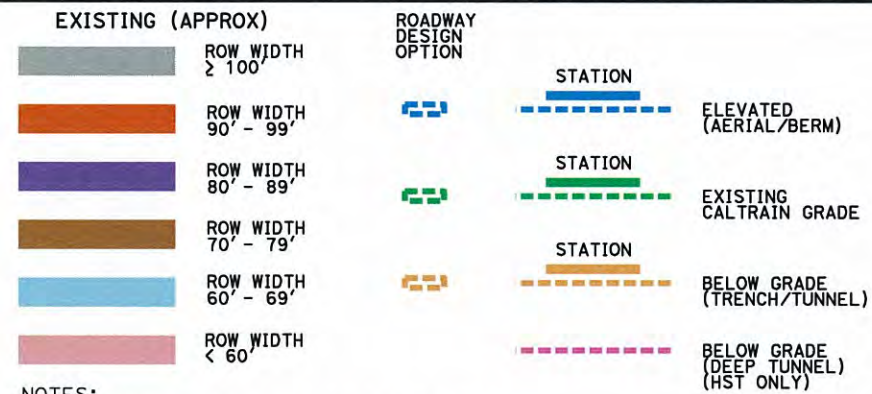 EXISTING (APPROX)
ROW WIDTH
≥ 100'
ROW WIDTH
90' - 99'
ROW WIDTH
80' - 89'
ROW WIDTH
70' - 79'
ROW WIDTH
60' - 69'
ROW WIDTH
< 60'
ROADWAY
DESIGN
OPTION
STATION
ELEVATED
(AERIAL/BERM)
STATION
EXISTING
CALTRAIN GRADE
STATION
BELOW GRADE
(TRENCH/TUNNEL)
BELOW GRADE
(DEEP TUNNEL)
(HST ONLY)
NOTES: